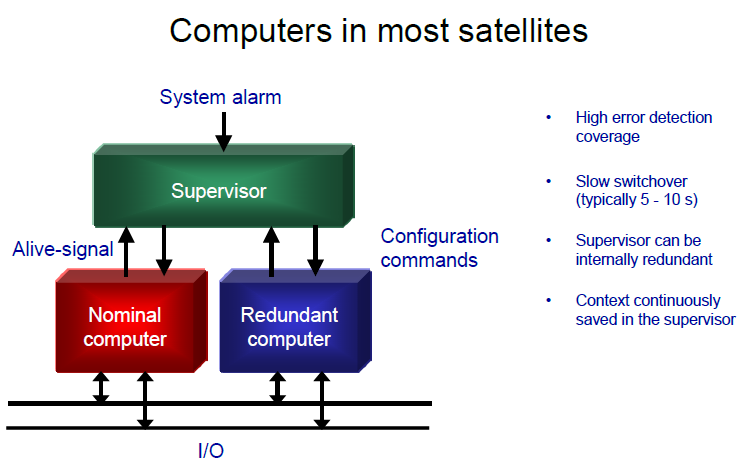 Computers in most satellites
System alarm
Supervisor
Alive-signal
Configuration
commands
Nominal
computer
Redundant
computer
I/O
• High error detection
coverage
• Slow switchover
(typically 5 - 10 s)
• Supervisor can be
internally redundant
• Context continuously
saved in the supervisor